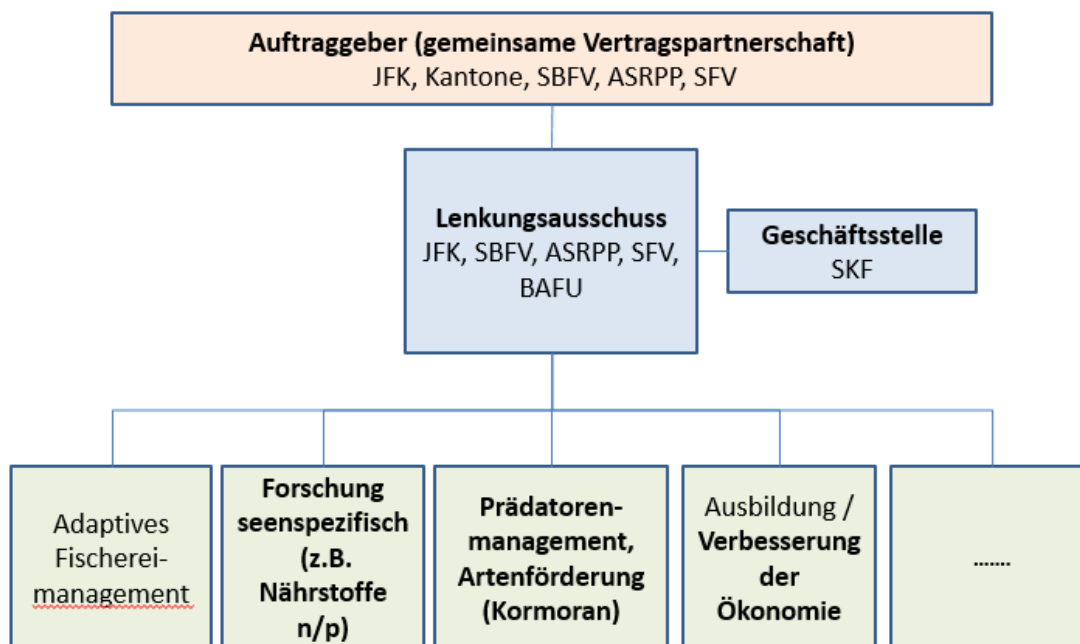 Auftraggeber (gemeinsame Vertragspartnerschaft)
JFK, Kantone, SBFV, ASRPP, SFV
Lenkungsausschuss
JFK, SBFV, ASRPP, SFV,
BAFU
Geschäftsstelle
SKF
Adaptives
Fischerei-
management
Forschung
seenspezifisch
(z.B.
Nährstoffe
n/p)
Prädatoren-
management,
Artenförderung
(Kormoran)
Ausbildung /
Verbesserung
der
Ökonomie
.......